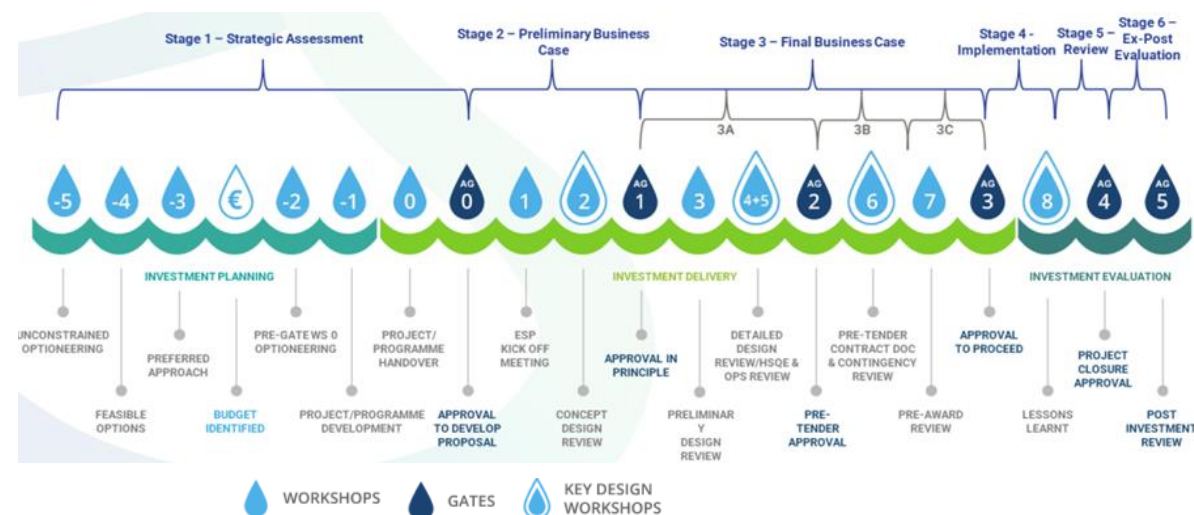 Stage 1 – Strategic Assessment
Stage 2 – Preliminary Business
Case
Stage 3 – Final Business Case
Stage 4 -
Implementation
Stage 5 –
Review
Stage 6 –
Ex-Post
Evaluation
3A
3B
3C
-5
-4
-3
€
-2
-1
0
AG
0
1
2
AG
1
3
4+5
AG
2
6
7
AG
3
8
AG
4
AG
5
INVESTMENT PLANNING
INVESTMENT DELIVERY
INVESTMENT EVALUATION
UNCONSTRAINED
OPTIONEERING
FEASIBLE
OPTIONS
PREFERRED
APPROACH
BUDGET
IDENTIFIED
PRE-GATE WS 0
OPTIONEERING
PROJECT/PROGRAMME
DEVELOPMENT
PROJECT/
PROGRAMME
HANDOVER
APPROVAL
TO DEVELOP
PROPOSAL
ESP
KICK OFF
MEETING
CONCEPT
DESIGN
REVIEW
APPROVAL IN
PRINCIPLE
PRELIMINAR
Y
DESIGN
REVIEW
DETAILED
DESIGN
REVIEW/HSQE &
OPS REVIEW
PRE-
TENDER
APPROVAL
PRE-TENDER
CONTRACT DOC
& CONTINGENCY
REVIEW
PRE-AWARD
REVIEW
APPROVAL
TO PROCEED
LESSONS
LEARNT
PROJECT
CLOSURE
APPROVAL
POST
INVESTMENT
REVIEW
WORKSHOPS
GATES
KEY DESIGN
WORKSHOPS